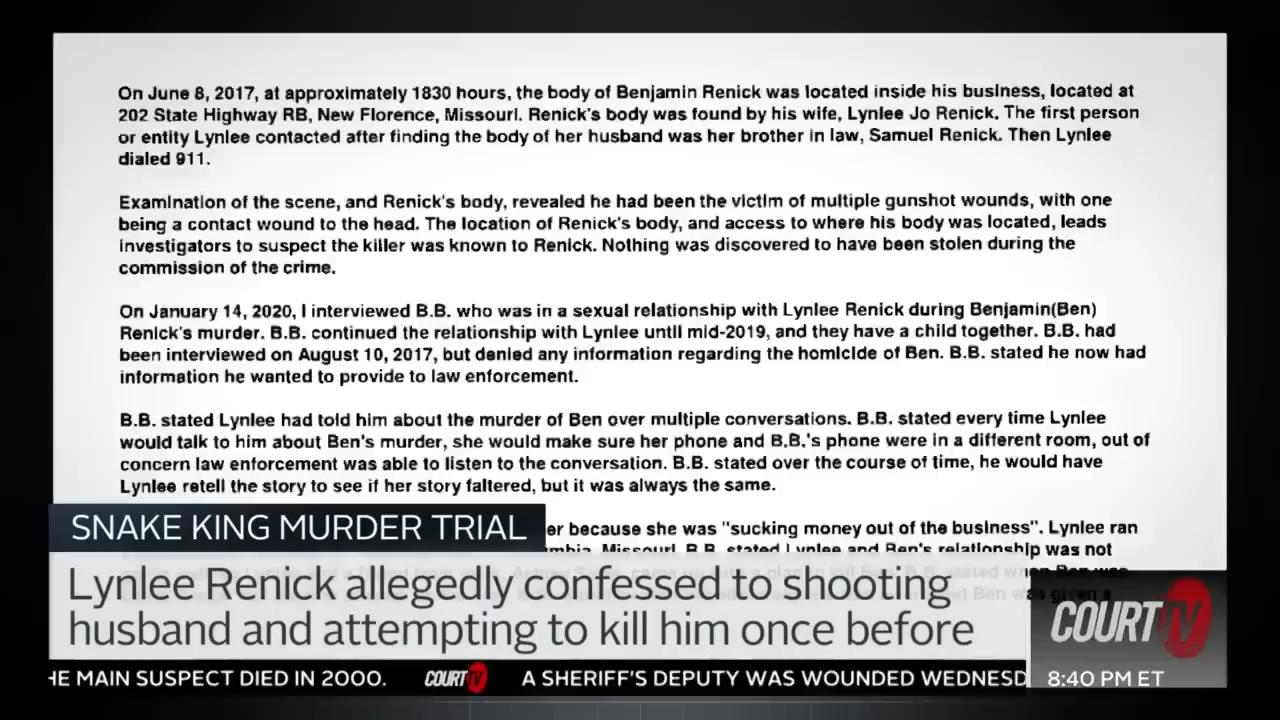 On June 8, 2017, at approximately 1830 hours, the body of Benjamin Renick was located inside his business, located at
202 State Highway RB, New Florence, Missouri. Renick's body was found by his wife, Lynlee Jo Renick. The first person
or entity Lynlee contacted after finding the body of her husband was her brother in law, Samuel Renick. Then Lynlee
dialed 911.
Examination of the scene, and Renick's body, revealed he had been the victim of multiple gunshot wounds, with one
being a contact wound to the head. The location of Renick's body, and access to where his body was located, leads
investigators to suspect the killer was known to Renick. Nothing was discovered to have been stolen during the
commission of the crime.
On January 14, 2020, I interviewed B.B. who was in a sexual relationship with Lynlee Renick during Benjamin(Ben)
Renick's murder. B.B. continued the relationship with Lynlee until mid-2019, and they have a child together. B.B. had
been interviewed on August 10, 2017, but denied any information regarding the homicide of Ben. B.B. stated he now had
information he wanted to provide to law enforcement.
B.B. stated Lynlee had told him about the murder of Ben over multiple conversations. B.B. stated every time Lynlee
would talk to him about Ben's murder, she would make sure her phone and B.B.'s phone were in a different room, out of
concern law enforcement was able to listen to the conversation. B.B. stated over the course of time, he would have
Lynlee retell the story to see if her story faltered, but it was always the same.
er because she was "sucking money out of the business". Lynlee ran
Missouri. B.B. stated Lynlee and Ben's relationship was not
SNAKE KING MURDER TRIAL
Lynlee Renick allegedly confessed to shooting
husband and attempting to kill him once before
COURT TV
HE MAIN SUSPECT DIED IN 2000. COURT TV A SHERIFF'S DEPUTY WAS WOUNDED WEDNESD
8:40 PM ET